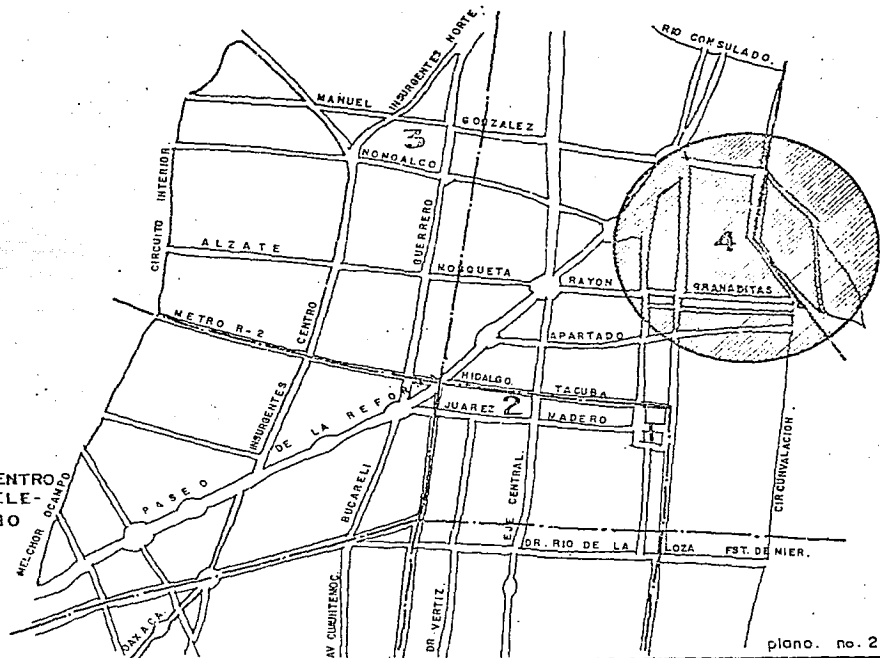 RIO CONSULADO.
INSURGENTES NORTE.
MANUEL GONZALEZ
3
NONOALCO
CIRCUITO INTERIOR
GUERRERO
4
ALZATE
MOSQUETA
RAYON
GRANADITAS
METRO R-2
CENTRO
APARTADO
HIDALGO.
TACUBA
JUAREZ
2
MADERO
1
INSURGENTES
PASEO DE LA REFORMA
BUCARELI
EJE CENTRAL.
CIRCUNVALACION
ENTRO
ELE-
MELCHOR OCAMPO
DR. RIO DE LA LOZA
FST. DE MIER.
OAXACA.
AV CUAUHTEMOC.
DR. VERTIZ.
plano. no. 2